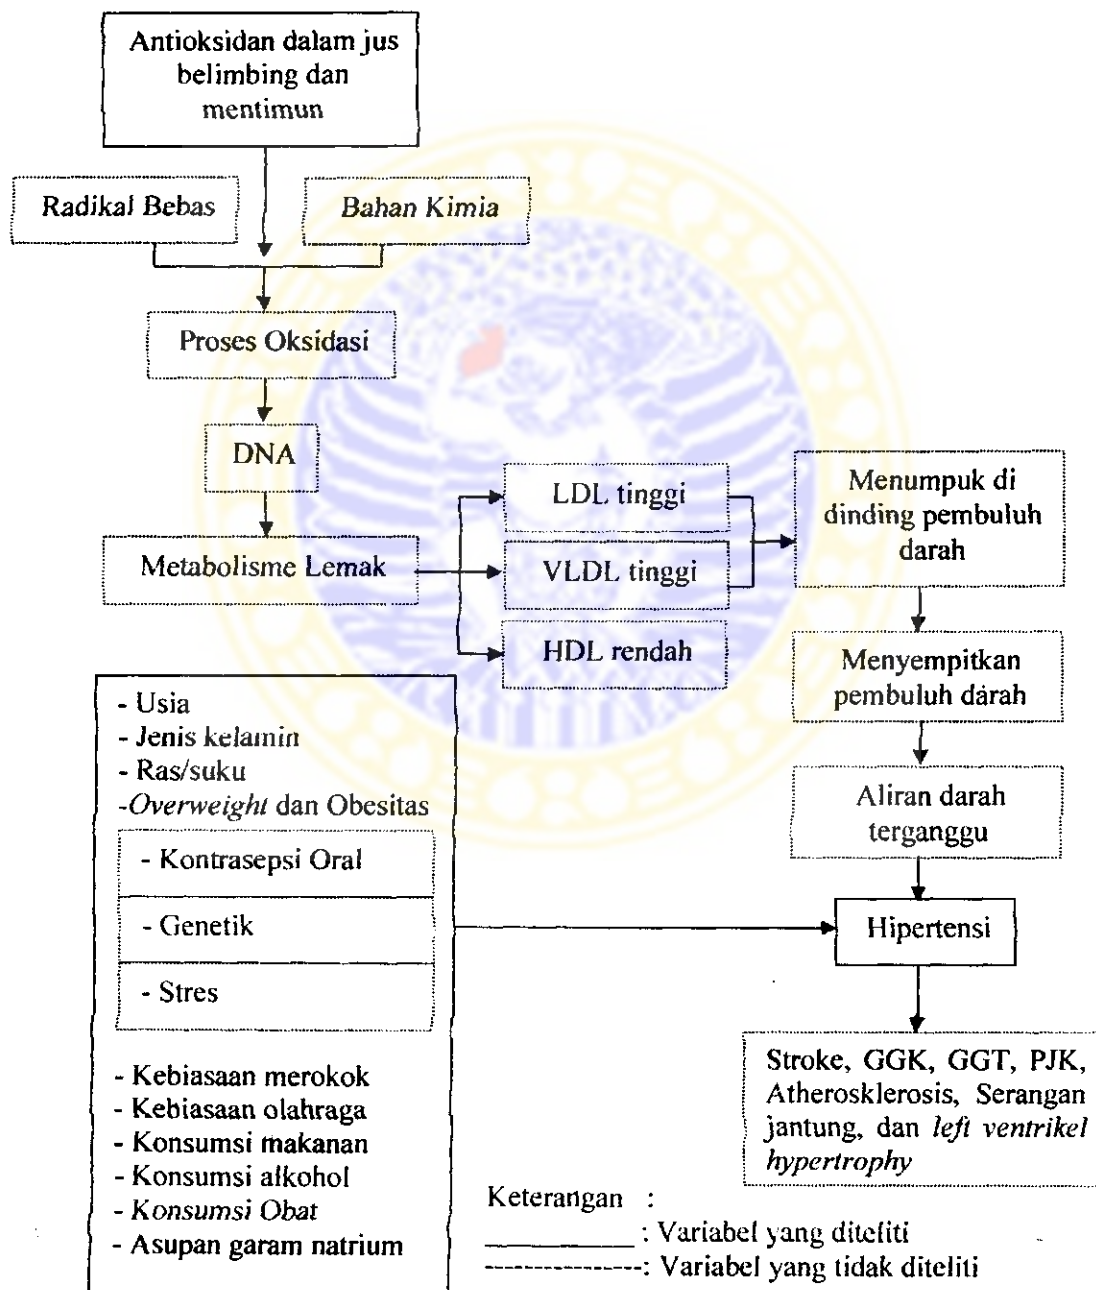 Antioksidan dalam jus
belimbing dan
mentimun
Radikal Bebas
Bahan Kimia
Proses Oksidasi
DNA
Metabolisme Lemak
LDL tinggi
VLDL tinggi
HDL rendah
Menumpuk di
dinding pembuluh
darah
Menyempitkan
pembuluh darah
Aliran darah
terganggu
Hipertensi
Stroke, GGK, GGT, PJK,
Atherosklerosis, Serangan
jantung, dan left ventrikel
hypertrophy
- Usia
- Jenis kelamin
- Ras/suku
-Overweight dan Obesitas
- Kontrasepsi Oral
- Genetik
- Stres
- Kebiasaan merokok
- Kebiasaan olahraga
- Konsumsi makanan
- Konsumsi alkohol
- Konsumsi Obat
- Asupan garam natrium
Keterangan :
: Variabel yang diteliti
: Variabel yang tidak diteliti